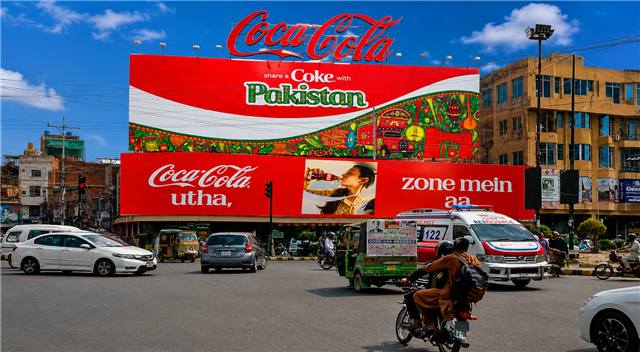 Coca-Cola
share a Coke with
Pakistan
Coca-Cola
utha,
zone mein
aa
1122